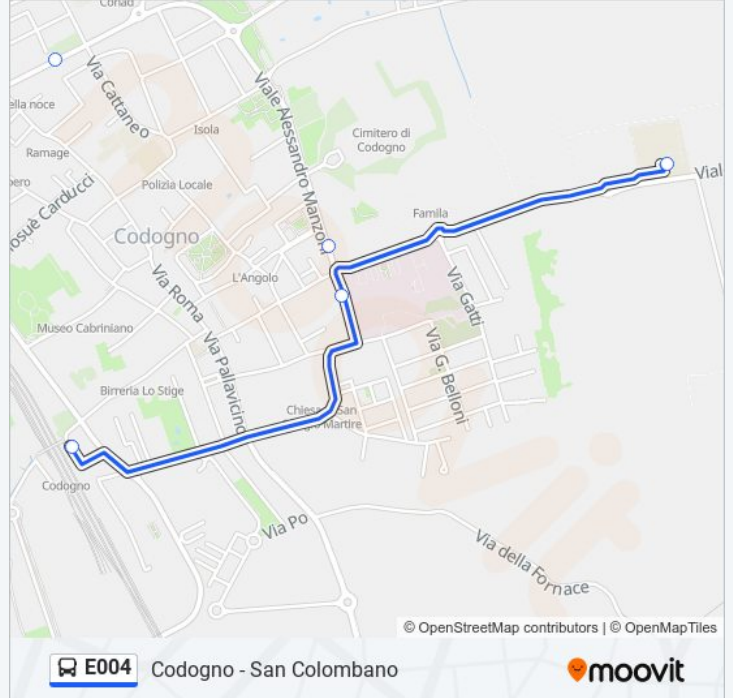 Conad
Via Cattaneo
Viale Alessandro Manzoni
ella noce
Isola
Cimitero di
Codogno
Ramage
pero
Polizia Locale
Vial
osuè Carducci
Famila
Codogno
L'Angolo
Via Roma
Via Gatti
Museo Cabriniano
Via Pallavicino
Via G. Belloni
Birreria Lo Stige
Chiesa
San
gio Martire
Codogno
Via Po
Via della Fornace
© OpenStreetMap contributors | © OpenMapTiles
E004 Codogno - San Colombano
moovit